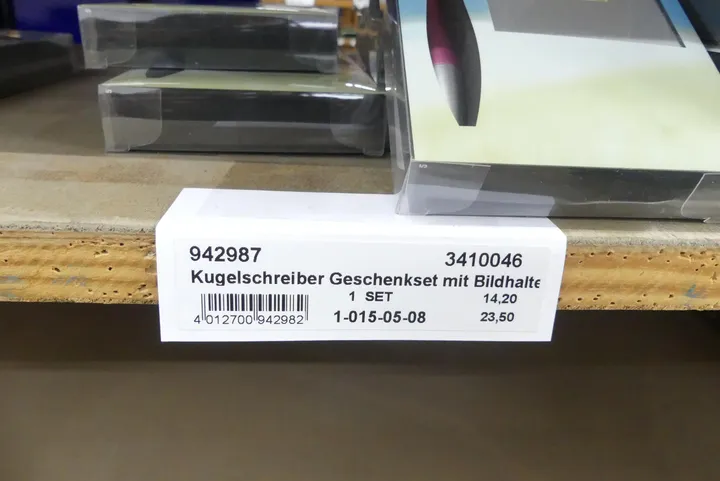 942987 3410046
Kugelschreiber Geschenkset mit Bildhalte
1 SET 14,20
4 012700 942982 1-015-05-08 23,50